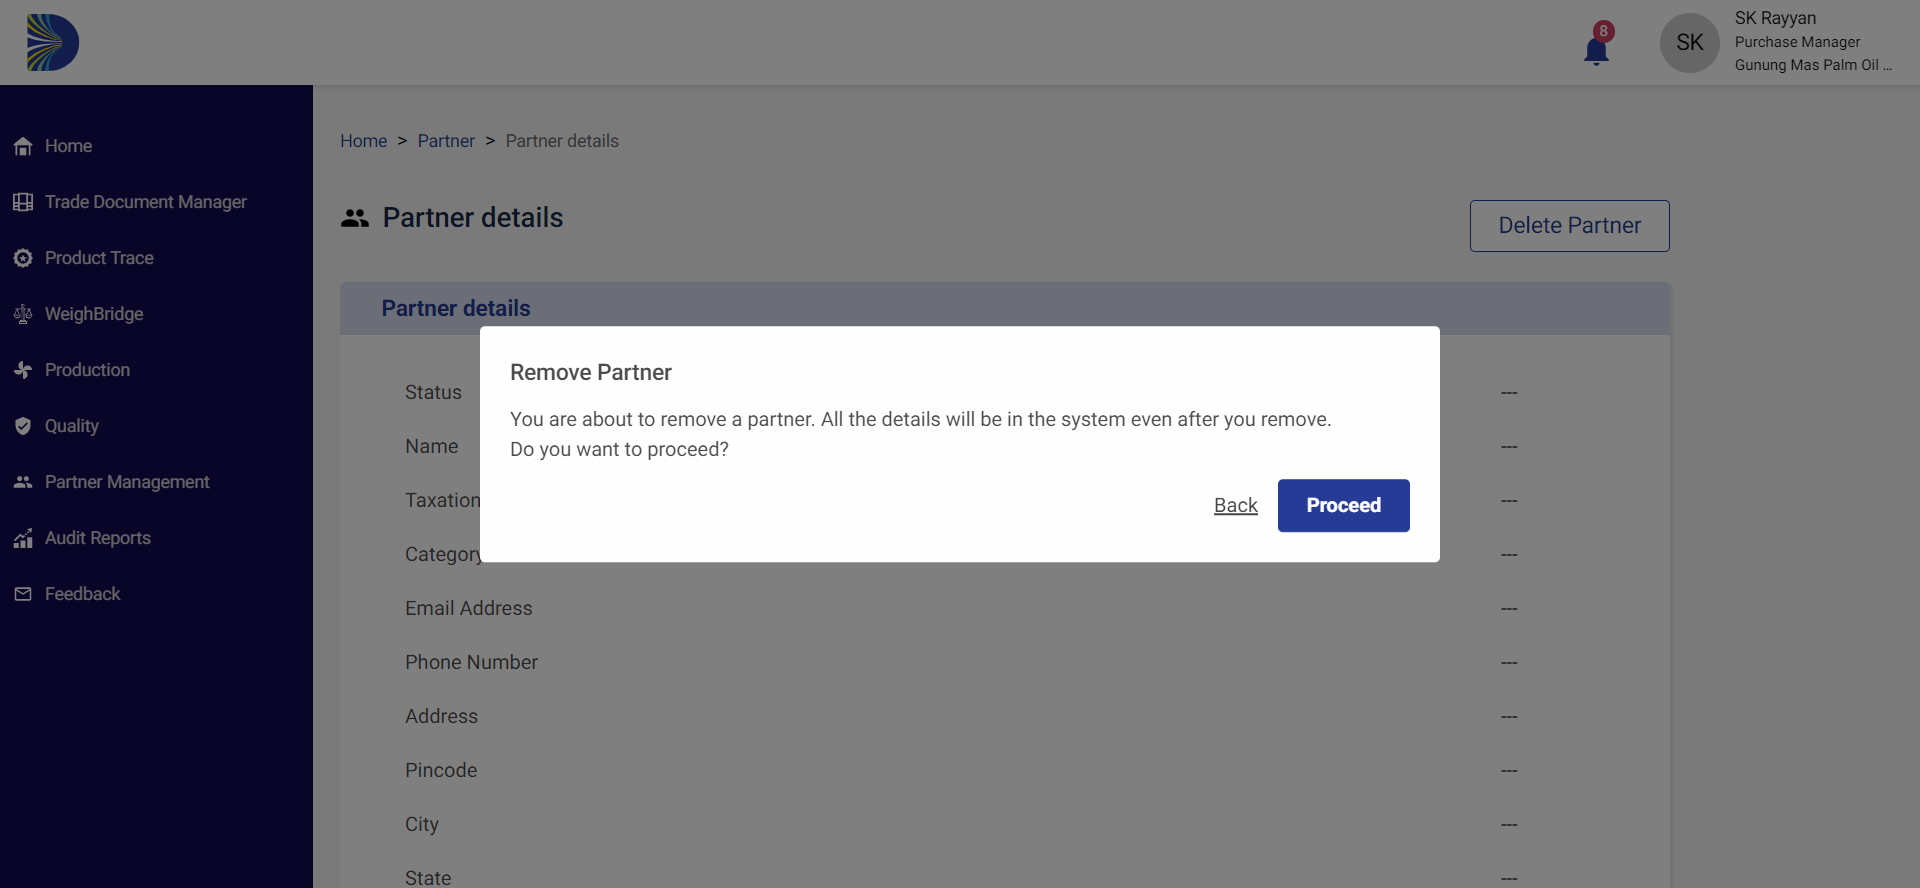 8
SK
SK Rayyan
Purchase Manager
Gunung Mas Palm Oil ...
Home
Trade Document Manager
Product Trace
WeighBridge
Production
Quality
Partner Management
Audit Reports
Feedback
Home > Partner > Partner details
Partner details
Delete Partner
Partner details
Remove Partner
You are about to remove a partner. All the details will be in the system even after you remove.
Do you want to proceed?
Back
Proceed
Status ---
Name ---
Taxation ---
Category ---
Email Address ---
Phone Number ---
Address ---
Pincode ---
City ---
State ---